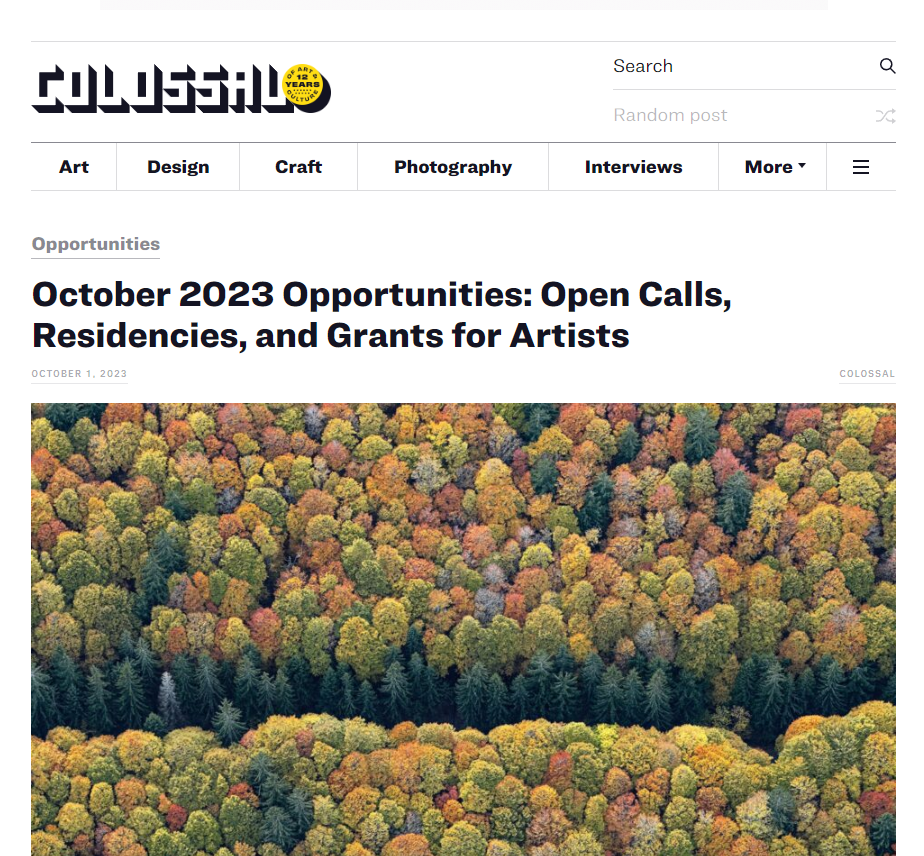 COLOSSAL
OF ART &
12
YEARS
CULTURE
Search
Random post
Art
Design
Craft
Photography
Interviews
More
Opportunities
October 2023 Opportunities: Open Calls,
Residencies, and Grants for Artists
OCTOBER 1, 2023
COLOSSAL